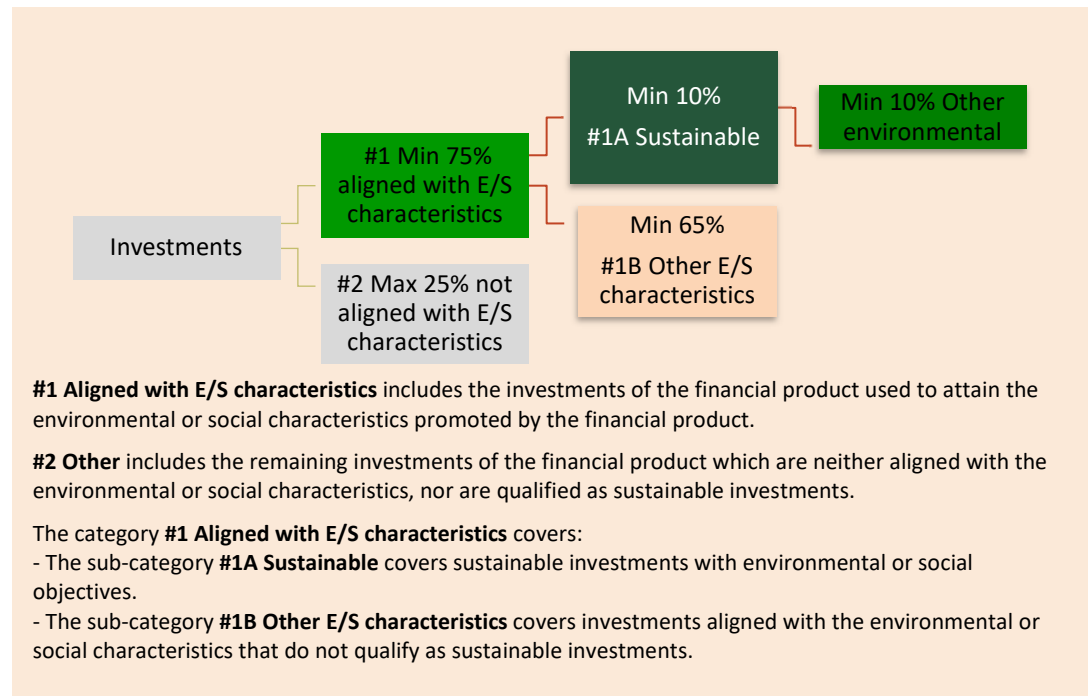 Investments
#1 Min 75%
aligned with E/S
characteristics
#2 Max 25% not
aligned with E/S
characteristics
Min 10%
#1A Sustainable
Min 65%
#1B Other E/S
characteristics
Min 10% Other
environmental
#1 Aligned with E/S characteristics includes the investments of the financial product used to attain the
environmental or social characteristics promoted by the financial product.
#2 Other includes the remaining investments of the financial product which are neither aligned with the
environmental or social characteristics, nor are qualified as sustainable investments.
The category #1 Aligned with E/S characteristics covers:
- The sub-category #1A Sustainable covers sustainable investments with environmental or social
objectives.
- The sub-category #1B Other E/S characteristics covers investments aligned with the environmental or
social characteristics that do not qualify as sustainable investments.